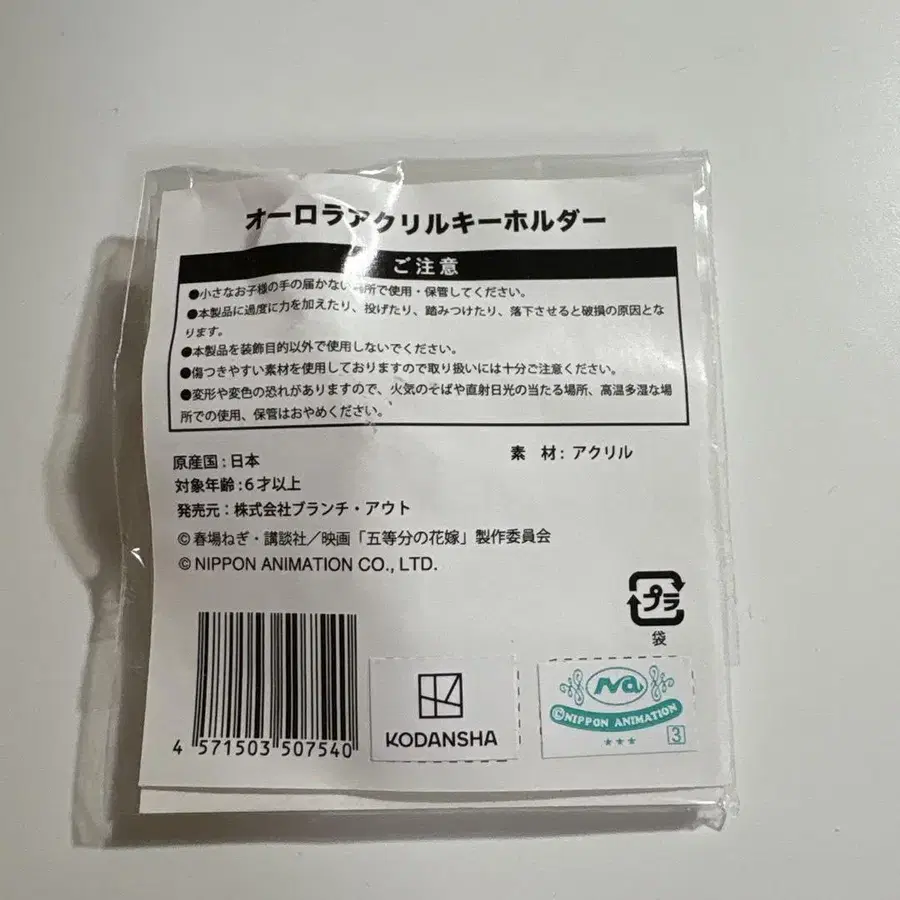 オーロラアクリルキーホルダー
ご注意
●小さなお子様の手の届かない 所で使用・保管してください。
●本製品に過度に力を加えたり、投げたり、踏みつけたり、落下させると破損の原因とな
ります。
●本製品を装飾目的以外で使用しないでください。
●傷つきやすい素材を使用しておりますので取り扱いには十分ご注意ください。
●変形や変色の恐れがありますので、火気のそばや直射日光の当たる場所、高温多湿な場
所での使用、保管はおやめください。
原産国:日本
素 材:アクリル
対象年齢:6才以上
発売元:株式会社ブランチ・アウト
©春場ねぎ・講談社／映画「五等分の花嫁」製作委員会
©NIPPON ANIMATION CO., LTD.
プラ
袋
4 571503 507540
KODANSHA
Na
©NIPPON ANIMATION
★★★
3